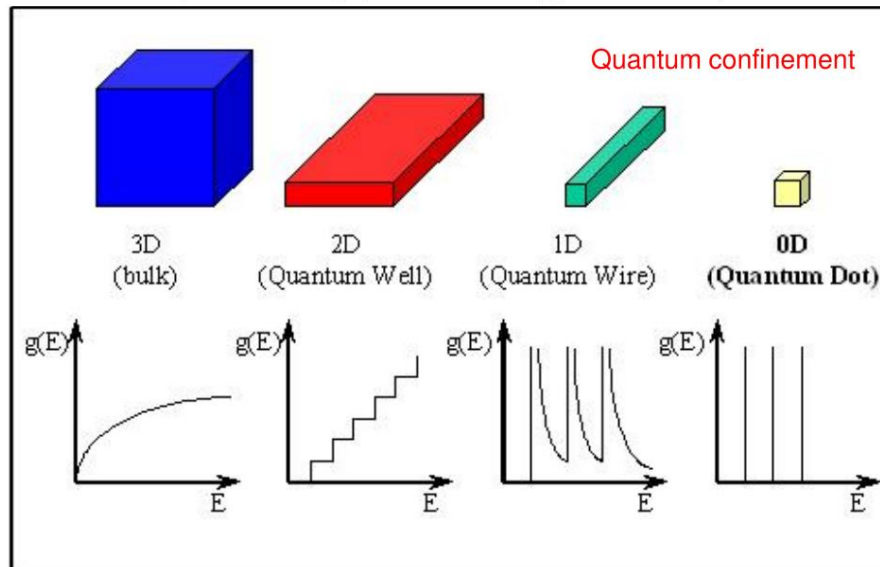 Quantum confinement
3D
(bulk)
2D
(Quantum Well)
1D
(Quantum Wire)
0D
(Quantum Dot)
g(E)
E
g(E)
E
g(E)
E
g(E)
E